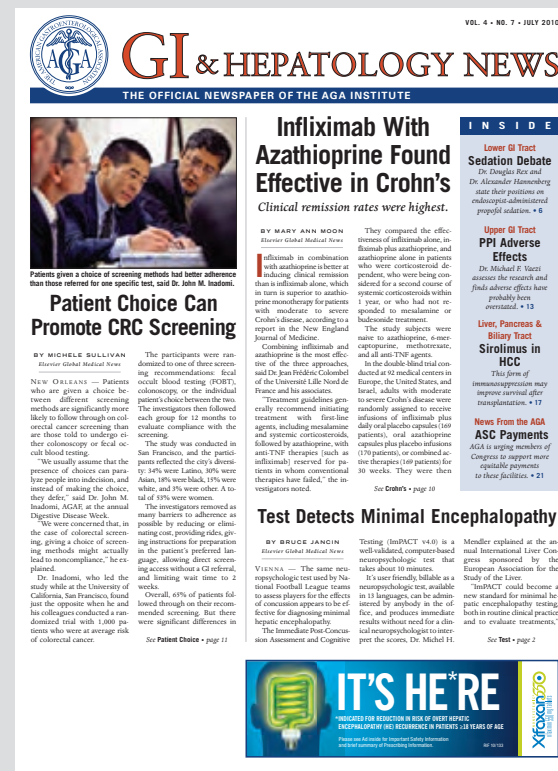 VOL. 4 • NO. 7 • JULY 2010
THE AMERICAN GASTROENTEROLOGICAL ASSOCIATION
AGA
GI & HEPATOLOGY NEWS
THE OFFICIAL NEWSPAPER OF THE AGA INSTITUTE
Patients given a choice of screening methods had better adherence
than those referred for one specific test, said Dr. John M. Inadomi.
Patient Choice Can
Promote CRC Screening
BY MICHELE SULLIVAN
Elsevier Global Medical News
NEW ORLEANS — Patients
who are given a choice be-
tween different screening
methods are significantly more
likely to follow through on col-
orectal cancer screening than
are those told to undergo ei-
ther colonoscopy or fecal oc-
cult blood testing.
"We usually assume that the
presence of choices can para-
lyze people into indecision, and
instead of making the choice,
they defer," said Dr. John M.
Inadomi, AGAF, at the annual
Digestive Disease Week.
"We were concerned that, in
the case of colorectal screen-
ing, giving a choice of screen-
ing methods might actually
lead to noncompliance," he ex-
plained.
Dr. Inadomi, who led the
study while at the University of
California, San Francisco, found
just the opposite when he and
his colleagues conducted a ran-
domized trial with 1,000 pa-
tients who were at average risk
of colorectal cancer.
The participants were ran-
domized to one of three screen-
ing recommendations: fecal
occult blood testing (FOBT),
colonoscopy, or the individual
patient's choice between the two.
The investigators then followed
each group for 12 months to
evaluate compliance with the
screening.
The study was conducted in
San Francisco, and the partici-
pants reflected the city's diversi-
ty: 34% were Latino, 30% were
Asian, 18% were black, 15% were
white, and 3% were other. A to-
tal of 53% were women.
The investigators removed as
many barriers to adherence as
possible by reducing or elimi-
nating cost, providing rides, giv-
ing instructions for preparation
in the patient's preferred lan-
guage, allowing direct screen-
ing access without a GI referral,
and limiting wait time to 2
weeks.
Overall, 65% of patients fol-
lowed through on their recom-
mended screening. But there
were significant differences in
See Patient Choice • page 11
Infliximab With
Azathioprine Found
Effective in Crohn's
Clinical remission rates were highest.
BY MARY ANN MOON
Elsevier Global Medical News
Infliximab in combination
with azathioprine is better at
inducing clinical remission
than is infliximab alone, which
in turn is superior to azathio-
prine monotherapy for patients
with moderate to severe
Crohn's disease, according to a
report in the New England
Journal of Medicine.
Combining infliximab and
azathioprine is the most effec-
tive of the three approaches,
said Dr. Jean Frédéric Colombel
of the Université Lille Nord de
France and his associates.
"Treatment guidelines gen-
erally recommend initiating
treatment with first-line
agents, including mesalamine
and systemic corticosteroids,
followed by azathioprine, with
anti-TNF therapies [such as
infliximab] reserved for pa-
tients in whom conventional
therapies have failed," the in-
vestigators noted.
They compared the effec-
tiveness of infliximab alone, in-
fliximab plus azathioprine, and
azathioprine alone in patients
who were corticosteroid de-
pendent, who were being con-
sidered for a second course of
systemic corticosteroids within
1 year, or who had not re-
sponded to mesalamine or
budesonide treatment.
The study subjects were
naive to azathioprine, 6-mer-
captopurine, methotrexate,
and all anti-TNF agents.
In the double-blind trial con-
ducted at 92 medical centers in
Europe, the United States, and
Israel, adults with moderate
to severe Crohn's disease were
randomly assigned to receive
infusions of infliximab plus
daily oral placebo capsules (169
patients), oral azathioprine
capsules plus placebo infusions
(170 patients), or combined ac-
tive therapies (169 patients) for
30 weeks. They were then
See Crohn's • page 10
INSIDE
Lower GI Tract
Sedation Debate
Dr. Douglas Rex and
Dr. Alexander Hannenberg
state their positions on
endoscopist-administered
propofol sedation. • 6
Upper GI Tract
PPI Adverse
Effects
Dr. Michael F. Vaezi
assesses the research and
finds adverse effects have
probably been
overstated. • 13
Liver, Pancreas &
Biliary Tract
Sirolimus in
HCC
This form of
immunosuppression may
improve survival after
transplantation. • 17
News From the AGA
ASC Payments
AGA is urging members of
Congress to support more
equitable payments
to these facilities. • 21
Test Detects Minimal Encephalopathy
BY BRUCE JANCIN
Elsevier Global Medical News
VIENNA — The same neu-
ropsychologic test used by Na-
tional Football League teams
to assess players for the effects
of concussion appears to be ef-
fective for diagnosing minimal
hepatic encephalopathy.
The Immediate Post-Concus-
sion Assessment and Cognitive
Testing (ImPACT v4.0) is a
well-validated, computer-based
neuropsychologic test that
takes about 10 minutes.
It's user friendly, billable as a
neuropsychologic test, available
in 13 languages, can be admin-
istered by anybody in the of-
fice, and produces immediate
results without need for a clin-
ical neuropsychologist to inter-
pret the scores, Dr. Michel H.
Mendler explained at the an-
nual International Liver Con-
gress sponsored by the
European Association for the
Study of the Liver.
"ImPACT could become a
new standard for minimal he-
patic encephalopathy testing,
both in routine clinical practice
and to evaluate treatments,"
See Test • page 2
IT'S HE*RE
*INDICATED FOR REDUCTION IN RISK OF OVERT HEPATIC
ENCEPHALOPATHY (HE) RECURRENCE IN PATIENTS ≥18 YEARS OF AGE
Please see Ad inside for Important Safety Information
and brief summary of Prescribing Information.
Xifaxan550